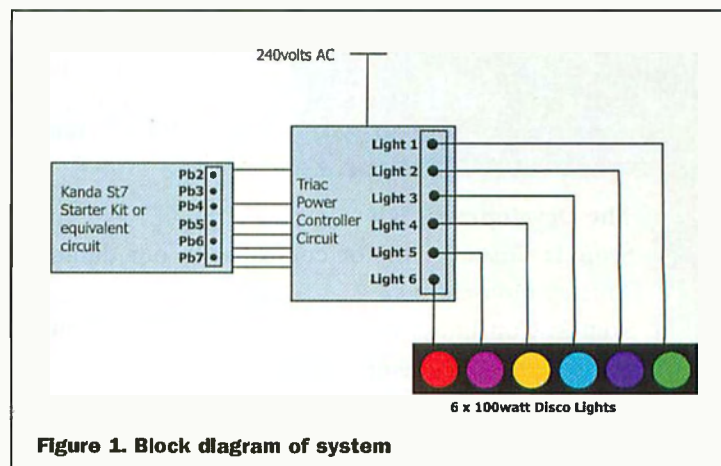 240volts AC
Kanda St7
Starter Kit or
equivalent
circuit
Pb2
Pb3
Pb4
Pb5
Pb6
Pb7
Triac
Power
Controller
Circuit
Light 1
Light 2
Light 3
Light 4
Light 5
Light 6
6 x 100watt Disco Lights
Figure 1. Block diagram of system